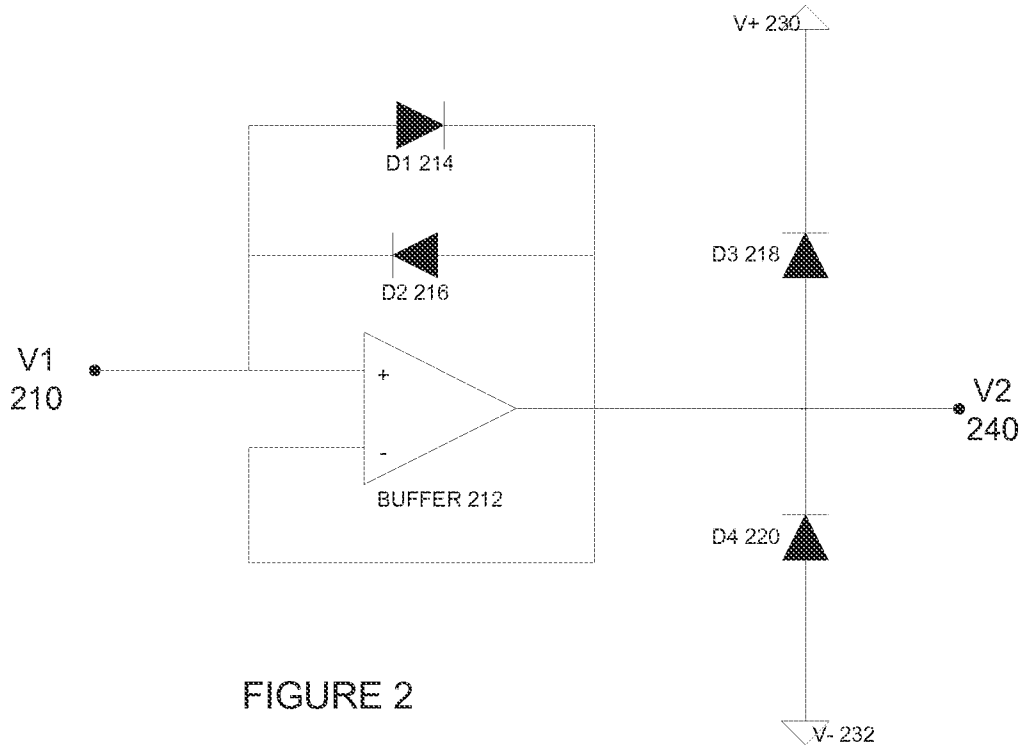 V+ 230
D1 214
D3 218
D2 216
V1
210
+
V2
240
-
BUFFER 212
D4 220
FIGURE 2
V- 232